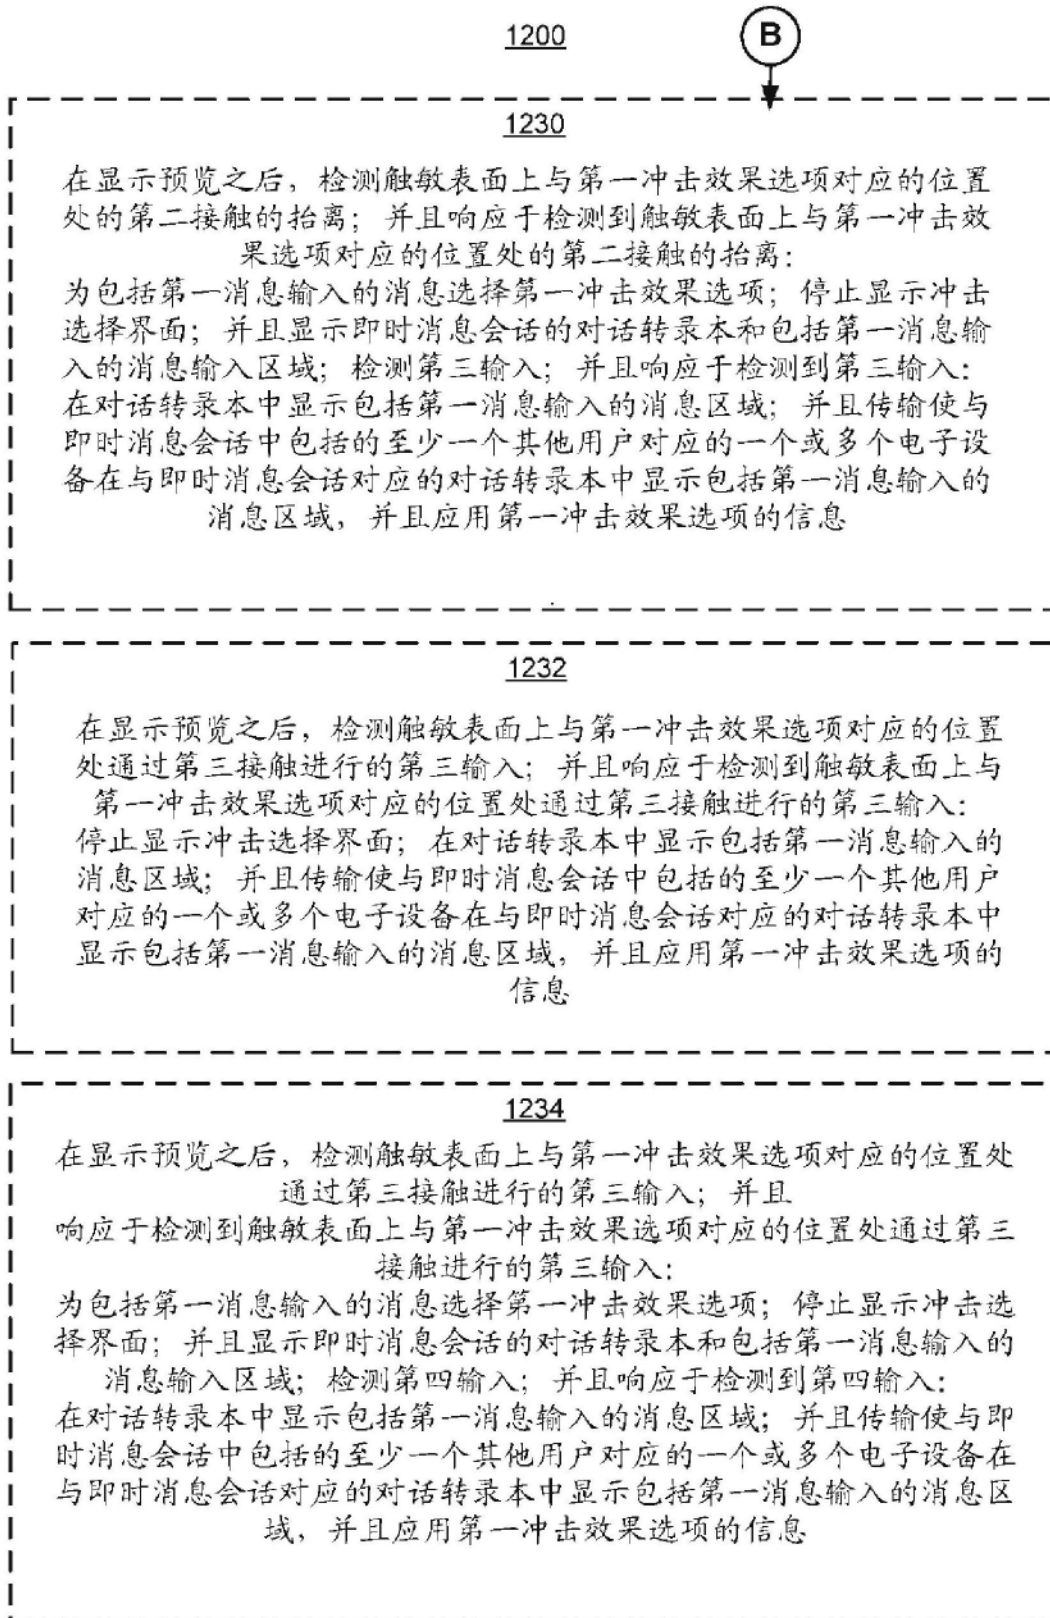 1200
B
1230
在显示预览之后，检测触敏表面上与第一冲击效果选项对应的位置
处的第二接触的抬离；并且响应于检测到触敏表面上与第一冲击效
果选项对应的位置处的第二接触的抬离：
为包括第一消息输入的消息选择第一冲击效果选项；停止显示冲击
选择界面；并且显示即时消息会话的对话转录本和包括第一消息输
入的消息输入区域；检测第三输入；并且响应于检测到第三输入：
在对话转录本中显示包括第一消息输入的消息区域；并且传输使与
即时消息会话中包括的至少一个其他用户对应的一个或多个电子设
备在与即时消息会话对应的对话转录本中显示包括第一消息输入的
消息区域，并且应用第一冲击效果选项的信息
1232
在显示预览之后，检测触敏表面上与第一冲击效果选项对应的位置
处通过第三接触进行的第三输入；并且响应于检测到触敏表面上与
第一冲击效果选项对应的位置处通过第三接触进行的第三输入：
停止显示冲击选择界面；在对话转录本中显示包括第一消息输入的
消息区域；并且传输使与即时消息会话中包括的至少一个其他用户
对应的一个或多个电子设备在与即时消息会话对应的对话转录本中
显示包括第一消息输入的消息区域，并且应用第一冲击效果选项的
信息
1234
在显示预览之后，检测触敏表面上与第一冲击效果选项对应的位置处
通过第三接触进行的第三输入；并且
响应于检测到触敏表面上与第一冲击效果选项对应的位置处通过第三
接触进行的第三输入：
为包括第一消息输入的消息选择第一冲击效果选项；停止显示冲击选
择界面；并且显示即时消息会话的对话转录本和包括第一消息输入的
消息输入区域；检测第四输入；并且响应于检测到第四输入：
在对话转录本中显示包括第一消息输入的消息区域；并且传输使与即
时消息会话中包括的至少一个其他用户对应的一个或多个电子设备在
与即时消息会话对应的对话转录本中显示包括第一消息输入的消息区
域，并且应用第一冲击效果选项的信息